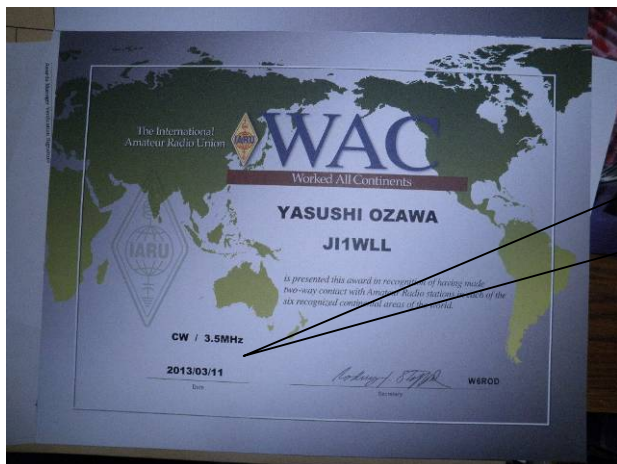 The International
Amateur Radio Union
IARU
WAC
Worked All Continents
YASUSHI OZAWA
JI1WLL
IARU
is presented this award in recognition of having made
two-way contact with Amateur Radio stations in each of the
six recognized continental areas of the world.
CW / 3.5MHz
2013/03/11
Date
W6ROD
Secretary